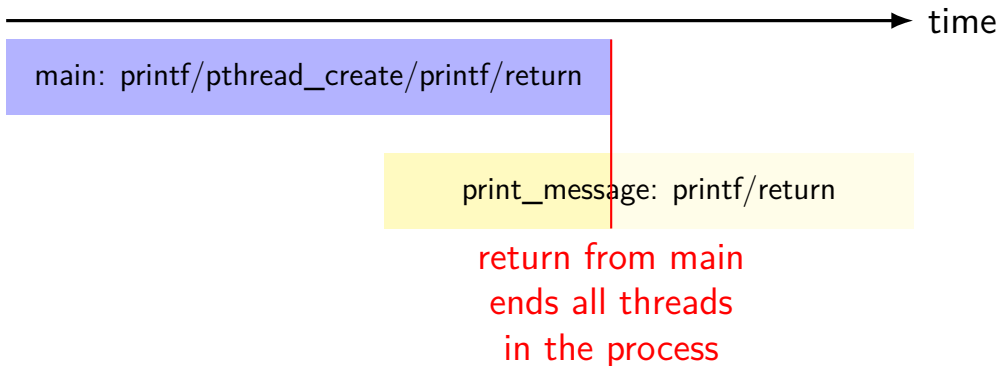 time
main: printf/pthread_create/printf/return
print_message: printf/return
return from main
ends all threads
in the process